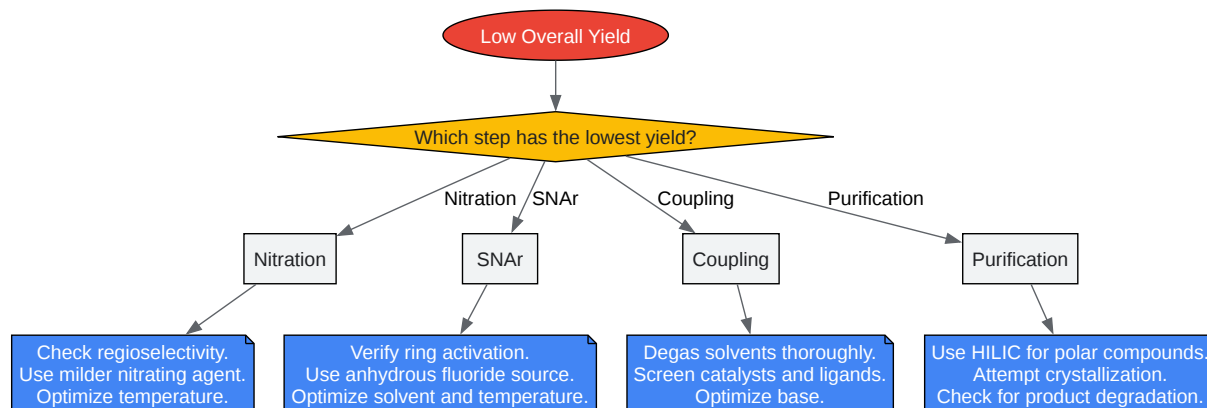 Low Overall Yield
Which step has the lowest yield?
Nitration
SNAr
Coupling
Purification
Nitration
SNAr
Coupling
Purification
Check regioselectivity.
Use milder nitrating agent.
Optimize temperature.
Verify ring activation.
Use anhydrous fluoride source.
Optimize solvent and temperature.
Degas solvents thoroughly.
Screen catalysts and ligands.
Optimize base.
Use HILIC for polar compounds.
Attempt crystallization.
Check for product degradation.